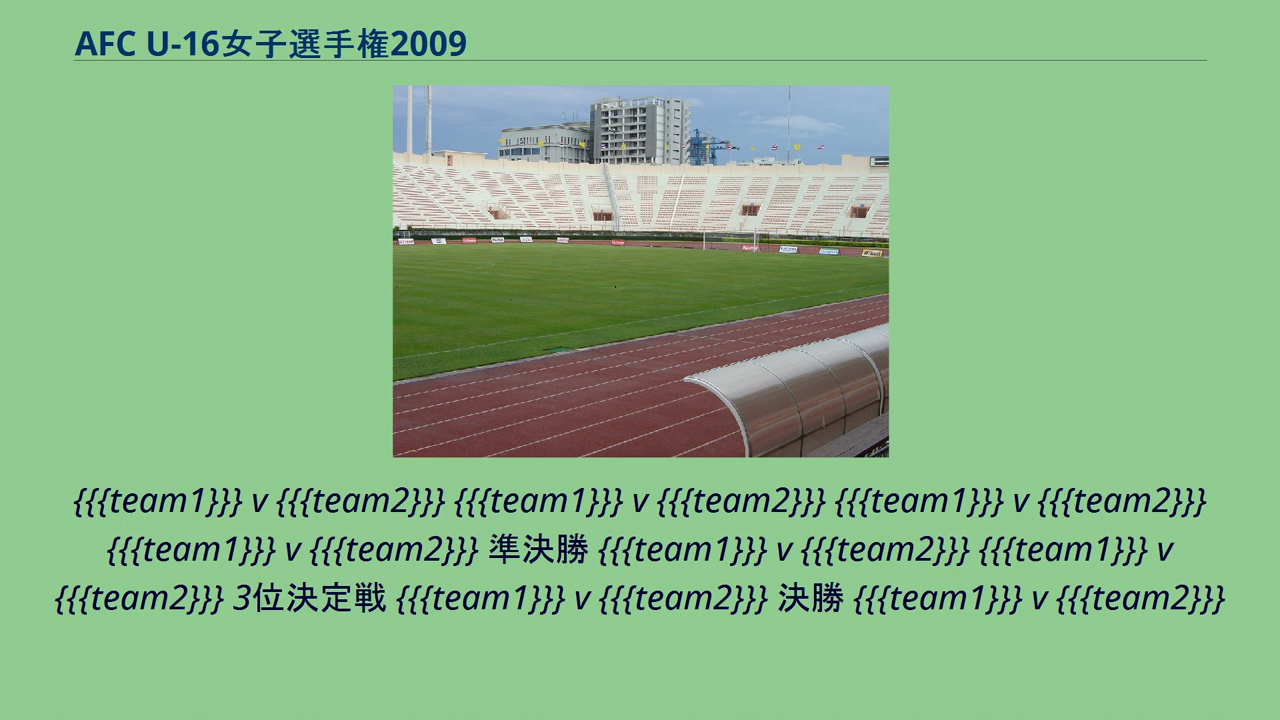 AFC U-16女子選手権2009
{{{team1}}} v {{{team2}}} {{{team1}}} v {{{team2}}} {{{team1}}} v {{{team2}}}
{{{team1}}} v {{{team2}}} 準決勝 {{{team1}}} v {{{team2}}} {{{team1}}} v
{{{team2}}} 3位決定戦 {{{team1}}} v {{{team2}}} 決勝 {{{team1}}} v {{{team2}}}